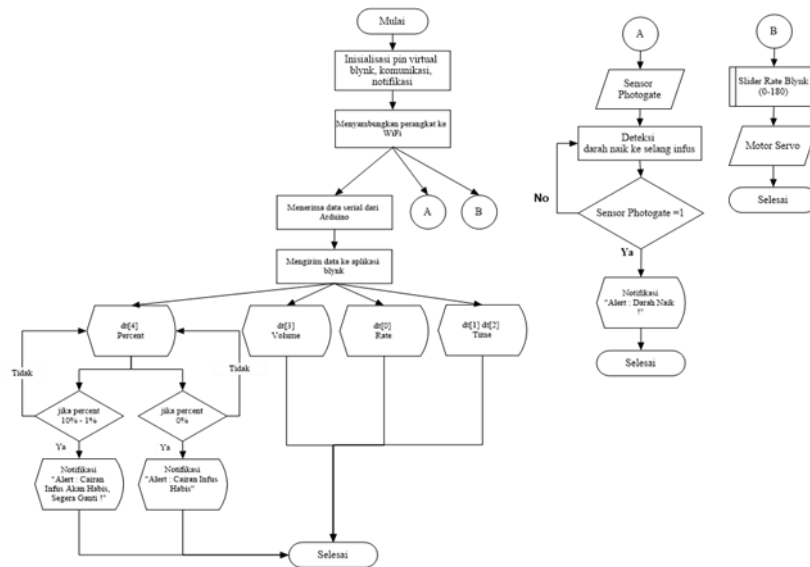 Mulai
Inisialisasi pin virtual
blynk, komunikasi,
notifikasi
Menyambungkan perangkat ke
WiFi
Menerima data serial dari
Arduino
A
B
Mengirim data ke aplikasi
blynk
dt[4]
Percent
dt[3]
Volume
dt[0]
Rate
dt[1] dt[2]
Time
Tidak
Tidak
jika percent
10% - 1%
jika percent
0%
Ya
Ya
Notifikasi
"Alert : Cairan
Infus Akan Habis,
Segera Ganti !"
Notifikasi
"Alert : Cairan Infus
Habis"
Selesai
A
Sensor
Photogate
Deteksi
darah naik ke selang infus
No
Sensor Photogate =1
Ya
Notifikasi
"Alert : Darah Naik
!"
Selesai
B
Slider Rate Blynk
(0-180)
Motor Servo
Selesai